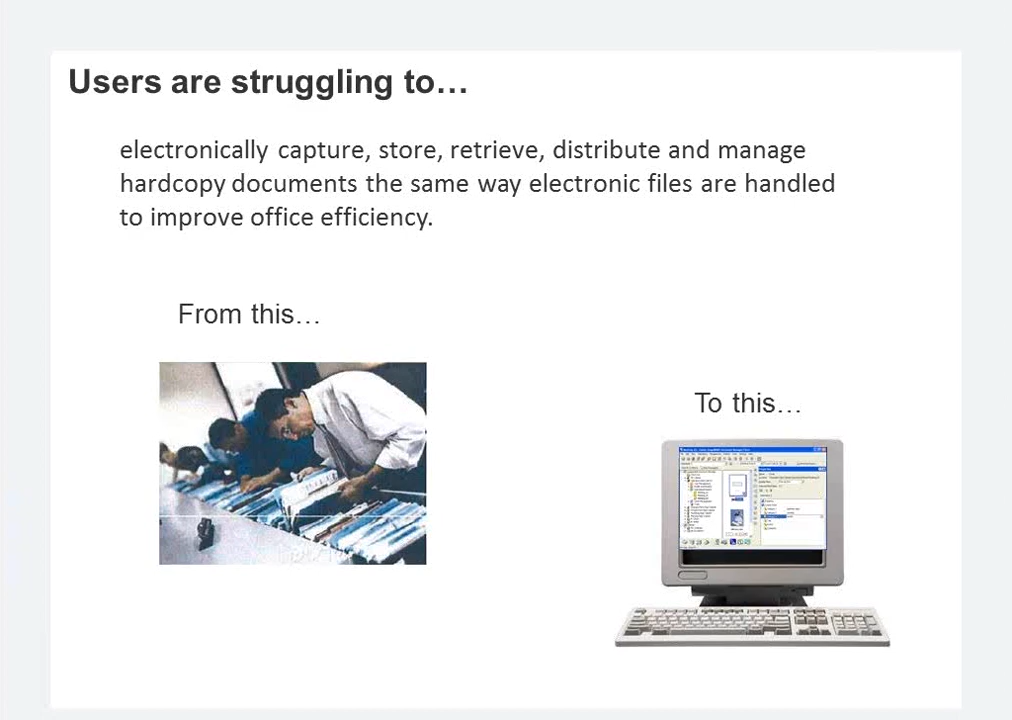 Users are struggling to…
electronically capture, store, retrieve, distribute and manage
hardcopy documents the same way electronic files are handled
to improve office efficiency.
From this…
To this…